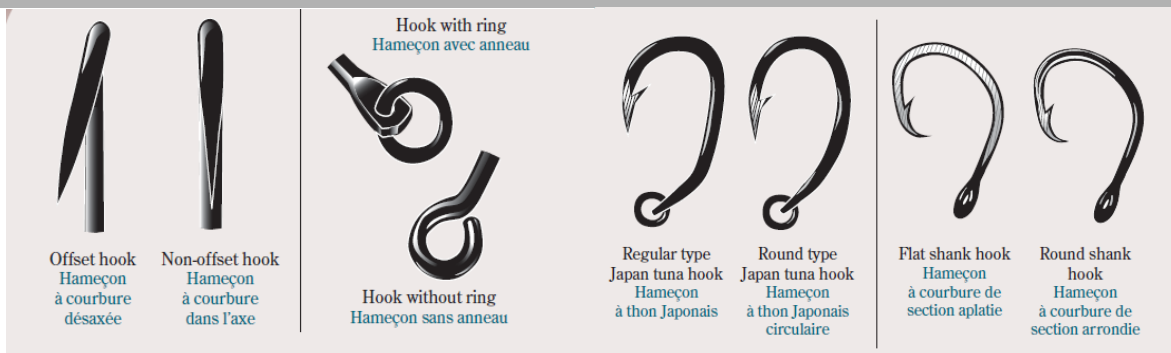 Offset hook
Hameçon
à courbure
désaxée
Non-offset hook
Hameçon
à courbure
dans l'axe
Hook with ring
Hameçon avec anneau
Hook without ring
Hameçon sans anneau
Regular type
Japan tuna hook
Hameçon
à thon Japonais
Round type
Japan tuna hook
Hameçon
à thon Japonais
circulaire
Flat shank hook
Hameçon
à courbure de
section aplatie
Round shank
hook
Hameçon
à courbure de
section arrondie